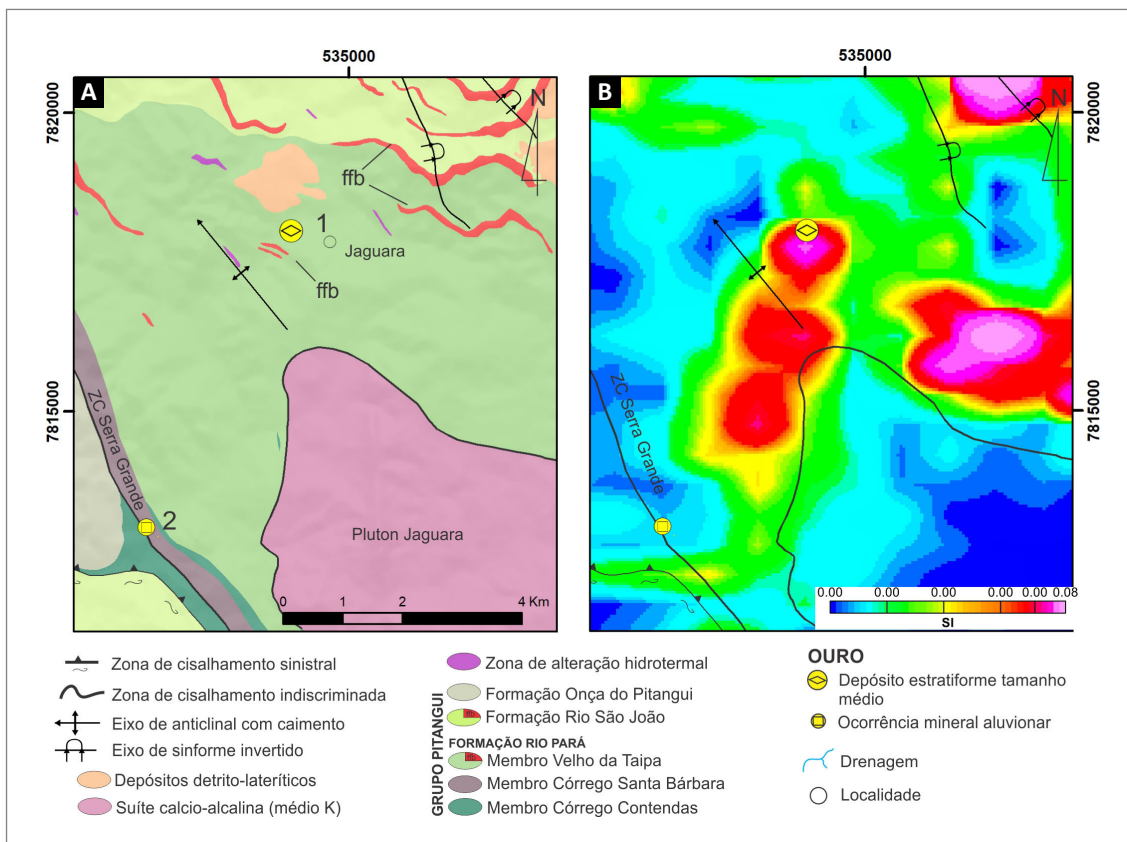 535000
535000
A
B
N
N
7820000
7820000
7815000
7815000
ffb
1
Jaguara
ffb
ZC Serra Grande
2
Pluton Jaguara
0 1 2 4 Km
ZC Serra Grande
0.00 0.00 0.00 0.00 0.00 0.08
SI
Zona de cisalhamento sinistral
Zona de cisalhamento indiscriminada
Eixo de anticlinal com caimento
Eixo de sinforme invertido
Depósitos detrito-lateríticos
Suíte calcio-alcalina (médio K)
GRUPO PITANGUI
Zona de alteração hidrotermal
Formação Onça do Pitangui
Formação Rio São João
FORMAÇÃO RIO PARÁ
Membro Velho da Taipa
Membro Córrego Santa Bárbara
Membro Córrego Contendas
OURO
Depósito estratiforme tamanho
médio
Ocorrência mineral aluvionar
Drenagem
Localidade